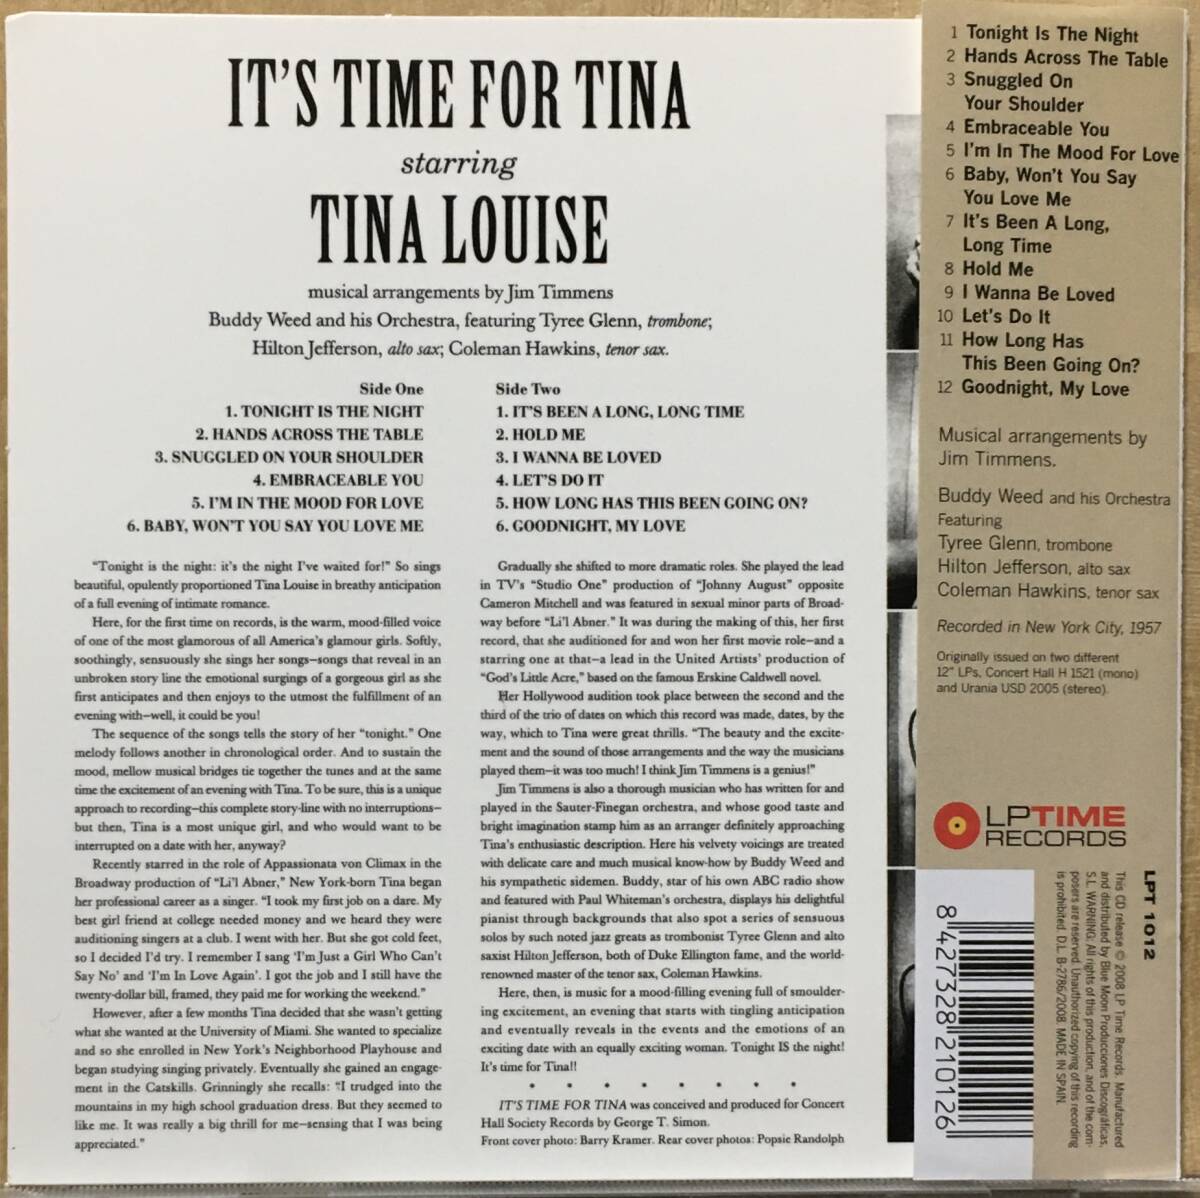 IT'S TIME FOR TINA
starring
TINA LOUISE
musical arrangements by Jim Timmens
Buddy Weed and his Orchestra, featuring Tyree Glenn, trombone;
Hilton Jefferson, alto sax; Coleman Hawkins, tenor sax.
Side One
1. TONIGHT IS THE NIGHT
2. HANDS ACROSS THE TABLE
3. SNUGGLED ON YOUR SHOULDER
4. EMBRACEABLE YOU
5. I'M IN THE MOOD FOR LOVE
6. BABY, WON'T YOU SAY YOU LOVE ME
Side Two
1. IT'S BEEN A LONG, LONG TIME
2. HOLD ME
3. I WANNA BE LOVED
4. LET'S DO IT
5. HOW LONG HAS THIS BEEN GOING ON?
6. GOODNIGHT, MY LOVE
"Tonight is the night: it's the night I've waited for!" So sings
beautiful, opulently proportioned Tina Louise in breathy anticipation
of a full evening of intimate romance.
Here, for the first time on records, is the warm, mood-filled voice
of one of the most glamorous of all America's glamour girls. Softly,
soothingly, sensuously she sings her songs—songs that reveal in an
unbroken story line the emotional surgings of a gorgeous girl as she
first anticipates and then enjoys to the utmost the fulfillment of an
evening with—well, it could be you!
The sequence of the songs tells the story of her "tonight." One
melody follows another in chronological order. And to sustain the
mood, mellow musical bridges tie together the tunes and at the same
time the excitement of an evening with Tina. To be sure, this is a unique
approach to recording—this complete story-line with no interruptions—
but then, Tina is a most unique girl, and who would want to be
interrupted on a date with her, anyway?
Recently starred in the role of Appassionata von Climax in the
Broadway production of "Li'l Abner," New York-born Tina began
her professional career as a singer. "I took my first job on a dare. My
best girl friend at college needed money and we heard they were
auditioning singers at a club. I went with her. But she got cold feet,
so I decided I'd try. I remember I sang 'I'm Just a Girl Who Can't
Say No' and 'I'm In Love Again'. I got the job and I still have the
twenty-dollar bill, framed, they paid me for working the weekend."
However, after a few months Tina decided that she wasn't getting
what she wanted at the University of Miami. She wanted to specialize
and so she enrolled in New York's Neighborhood Playhouse and
began studying singing privately. Eventually she gained an engage-
ment in the Catskills. Grinningly she recalls: "I trudged into the
mountains in my high school graduation dress. But they seemed to
like me. It was really a big thrill for me—sensing that I was being
appreciated."
Gradually she shifted to more dramatic roles. She played the lead
in TV's "Studio One" production of "Johnny August" opposite
Cameron Mitchell and was featured in sexual minor parts of Broad-
way before "Li'l Abner." It was during the making of this, her first
record, that she auditioned for and won her first movie role—and a
starring one at that—a lead in the United Artists' production of
"God's Little Acre," based on the famous Erskine Caldwell novel.
Her Hollywood audition took place between the second and the
third of the trio of dates on which this record was made, dates, by the
way, which to Tina were great thrills. "The beauty and the excite-
ment and the sound of those arrangements and the way the musicians
played them—it was too much! I think Jim Timmens is a genius!"
Jim Timmens is also a thorough musician who has written for and
played in the Sauter-Finegan orchestra, and whose good taste and
bright imagination stamp him as an arranger definitely approaching
Tina's enthusiastic description. Here his velvety voicings are treated
with delicate care and much musical know-how by Buddy Weed and
his sympathetic sidemen. Buddy, star of his own ABC radio show
and featured with Paul Whiteman's orchestra, displays his delightful
pianist through backgrounds that also spot a series of sensuous
solos by such noted jazz greats as trombonist Tyree Glenn and alto
saxist Hilton Jefferson, both of Duke Ellington fame, and the world-
renowned master of the tenor sax, Coleman Hawkins.
Here, then, is music for a mood-filling evening full of smoulder-
ing excitement, an evening that starts with tingling anticipation
and eventually reveals in the events and the emotions of an
exciting date with an equally exciting woman. Tonight IS the night!
It's time for Tina!!
* * * * * * * *
IT'S TIME FOR TINA was conceived and produced for Concert
Hall Society Records by George T. Simon.
Front cover photo: Barry Kramer. Rear cover photos: Popsie Randolph
1 Tonight Is The Night
2 Hands Across The Table
3 Snuggled On
Your Shoulder
4 Embraceable You
5 I'm In The Mood For Love
6 Baby, Won't You Say
You Love Me
7 It's Been A Long,
Long Time
8 Hold Me
9 I Wanna Be Loved
10 Let's Do It
11 How Long Has
This Been Going On?
12 Goodnight, My Love
Musical arrangements by
Jim Timmens.
Buddy Weed and his Orchestra
Featuring
Tyree Glenn, trombone
Hilton Jefferson, alto sax
Coleman Hawkins, tenor sax
Recorded in New York City, 1957
Originally issued on two different
12" LPs, Concert Hall H 1521 (mono)
and Urania USD 2005 (stereo).
LPTIME
RECORDS
LPT 1012
This CD release © 2008 LP Time Records. Manufactured
and distributed by Blue Moon Producciones Discográficas,
S.L. WARNING: All rights of this production, and of the com-
posers are reserved. Unauthorized copying of this recording
is prohibited. D.L. B-2786/2008. MADE IN SPAIN.
8 427328 210126